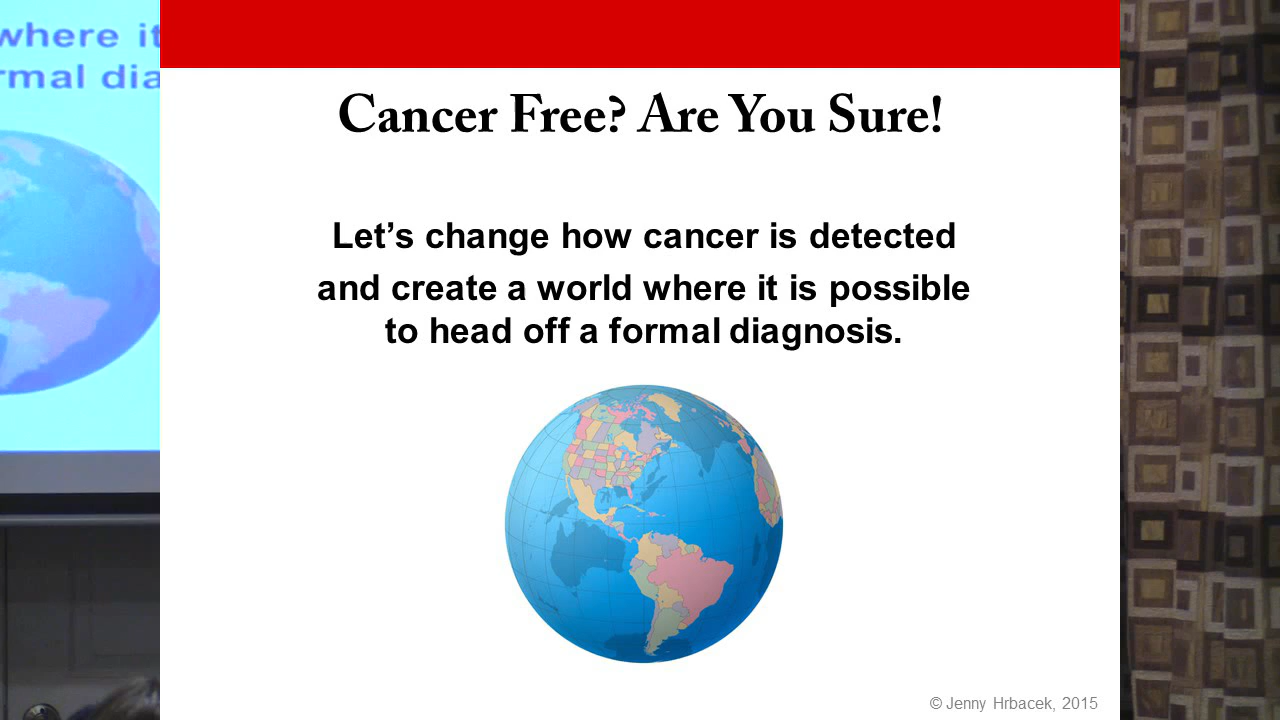 where it
rmal dia
Cancer Free? Are You Sure!
Let’s change how cancer is detected
and create a world where it is possible
to head off a formal diagnosis.
© Jenny Hrbacek, 2015